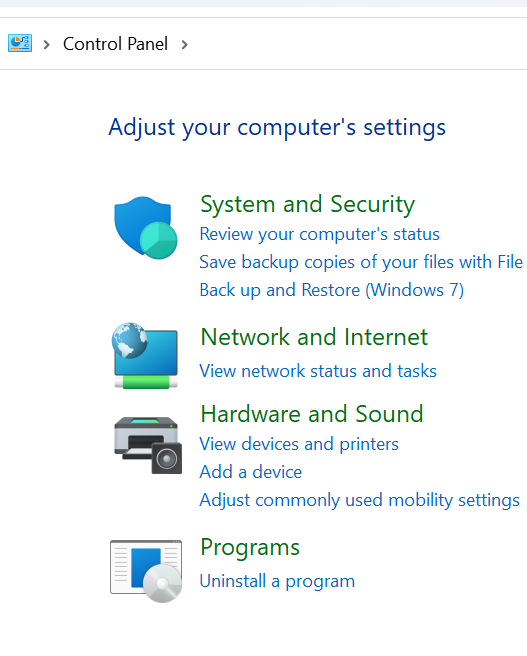 Control Panel
Adjust your computer's settings
System and Security
Review your computer's status
Save backup copies of your files with File
Back up and Restore (Windows 7)
Network and Internet
View network status and tasks
Hardware and Sound
View devices and printers
Add a device
Adjust commonly used mobility settings
Programs
Uninstall a program